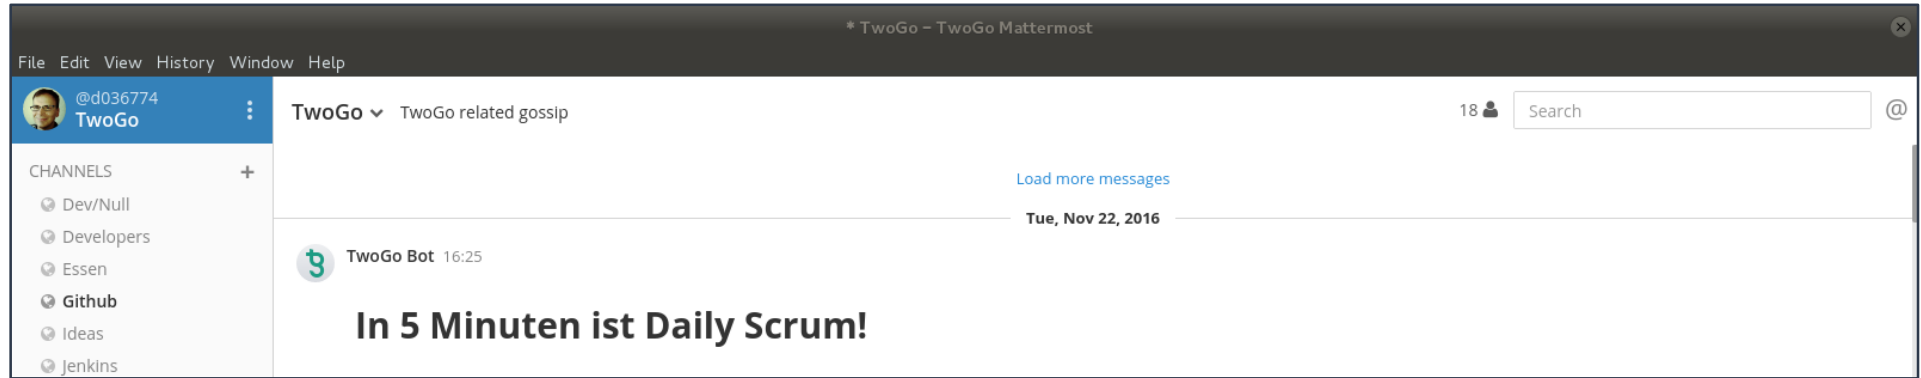 * TwoGo – TwoGo Mattermost
File Edit View History Window Help
@d036774
TwoGo
TwoGo TwoGo related gossip
18
Search
@
CHANNELS +
Dev/Null
Developers
Essen
Github
Ideas
Jenkins
Load more messages
Tue, Nov 22, 2016
TwoGo Bot 16:25
In 5 Minuten ist Daily Scrum!